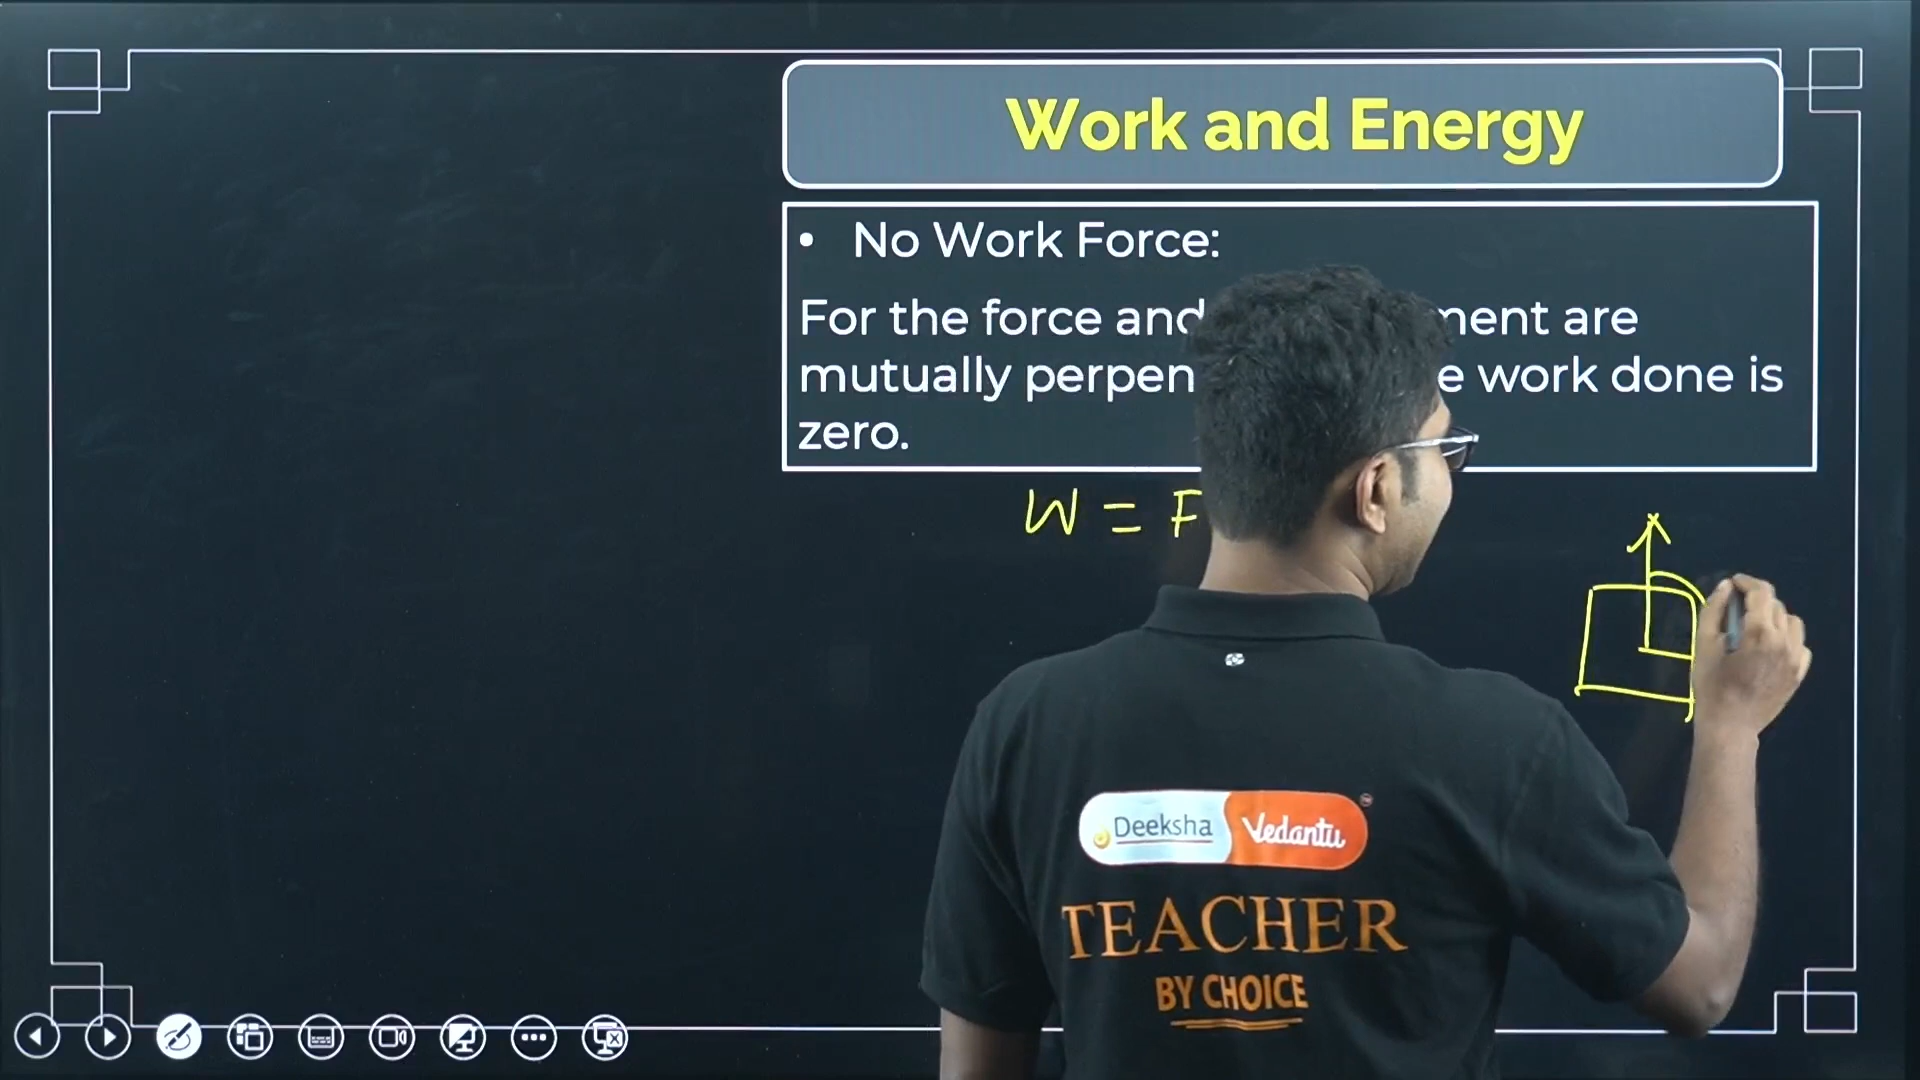 Work and Energy
• No Work Force:
For the force and ment are
mutually perpen e work done is
zero.
W = F
Deeksha Vedantu
TEACHER
BY CHOICE